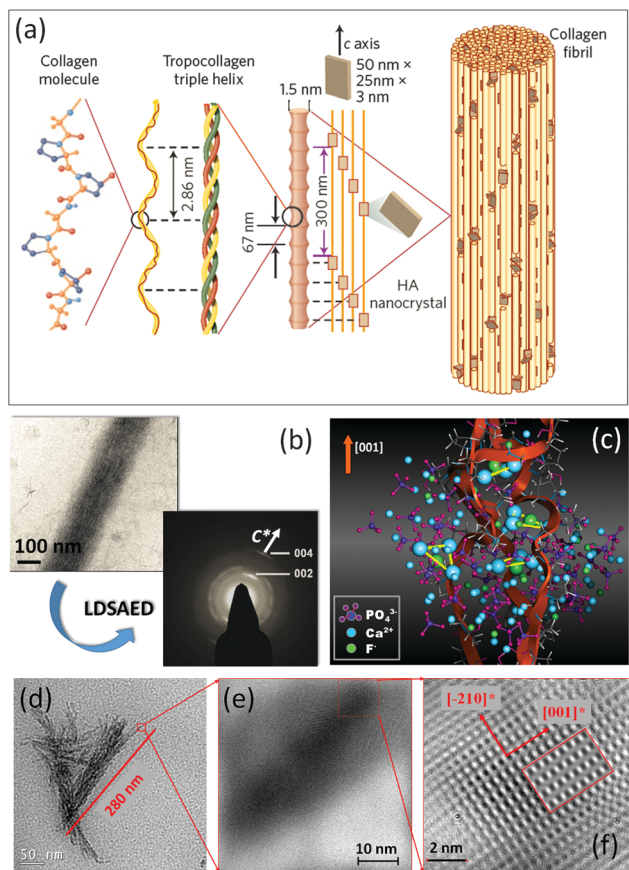 (a)
Collagen
molecule
Tropocollagen
triple helix
c axis
50 nm ×
25nm ×
3 nm
1.5 nm
Collagen
fibril
2.86 nm
67 nm
300 nm
HA
nanocrystal
(b)
100 nm
LDSAED
C*
004
002
(c)
[001]
PO₄³⁻
Ca²⁺
F⁻
(d)
280 nm
50 nm
(e)
10 nm
[-210]*
[001]*
2 nm
(f)